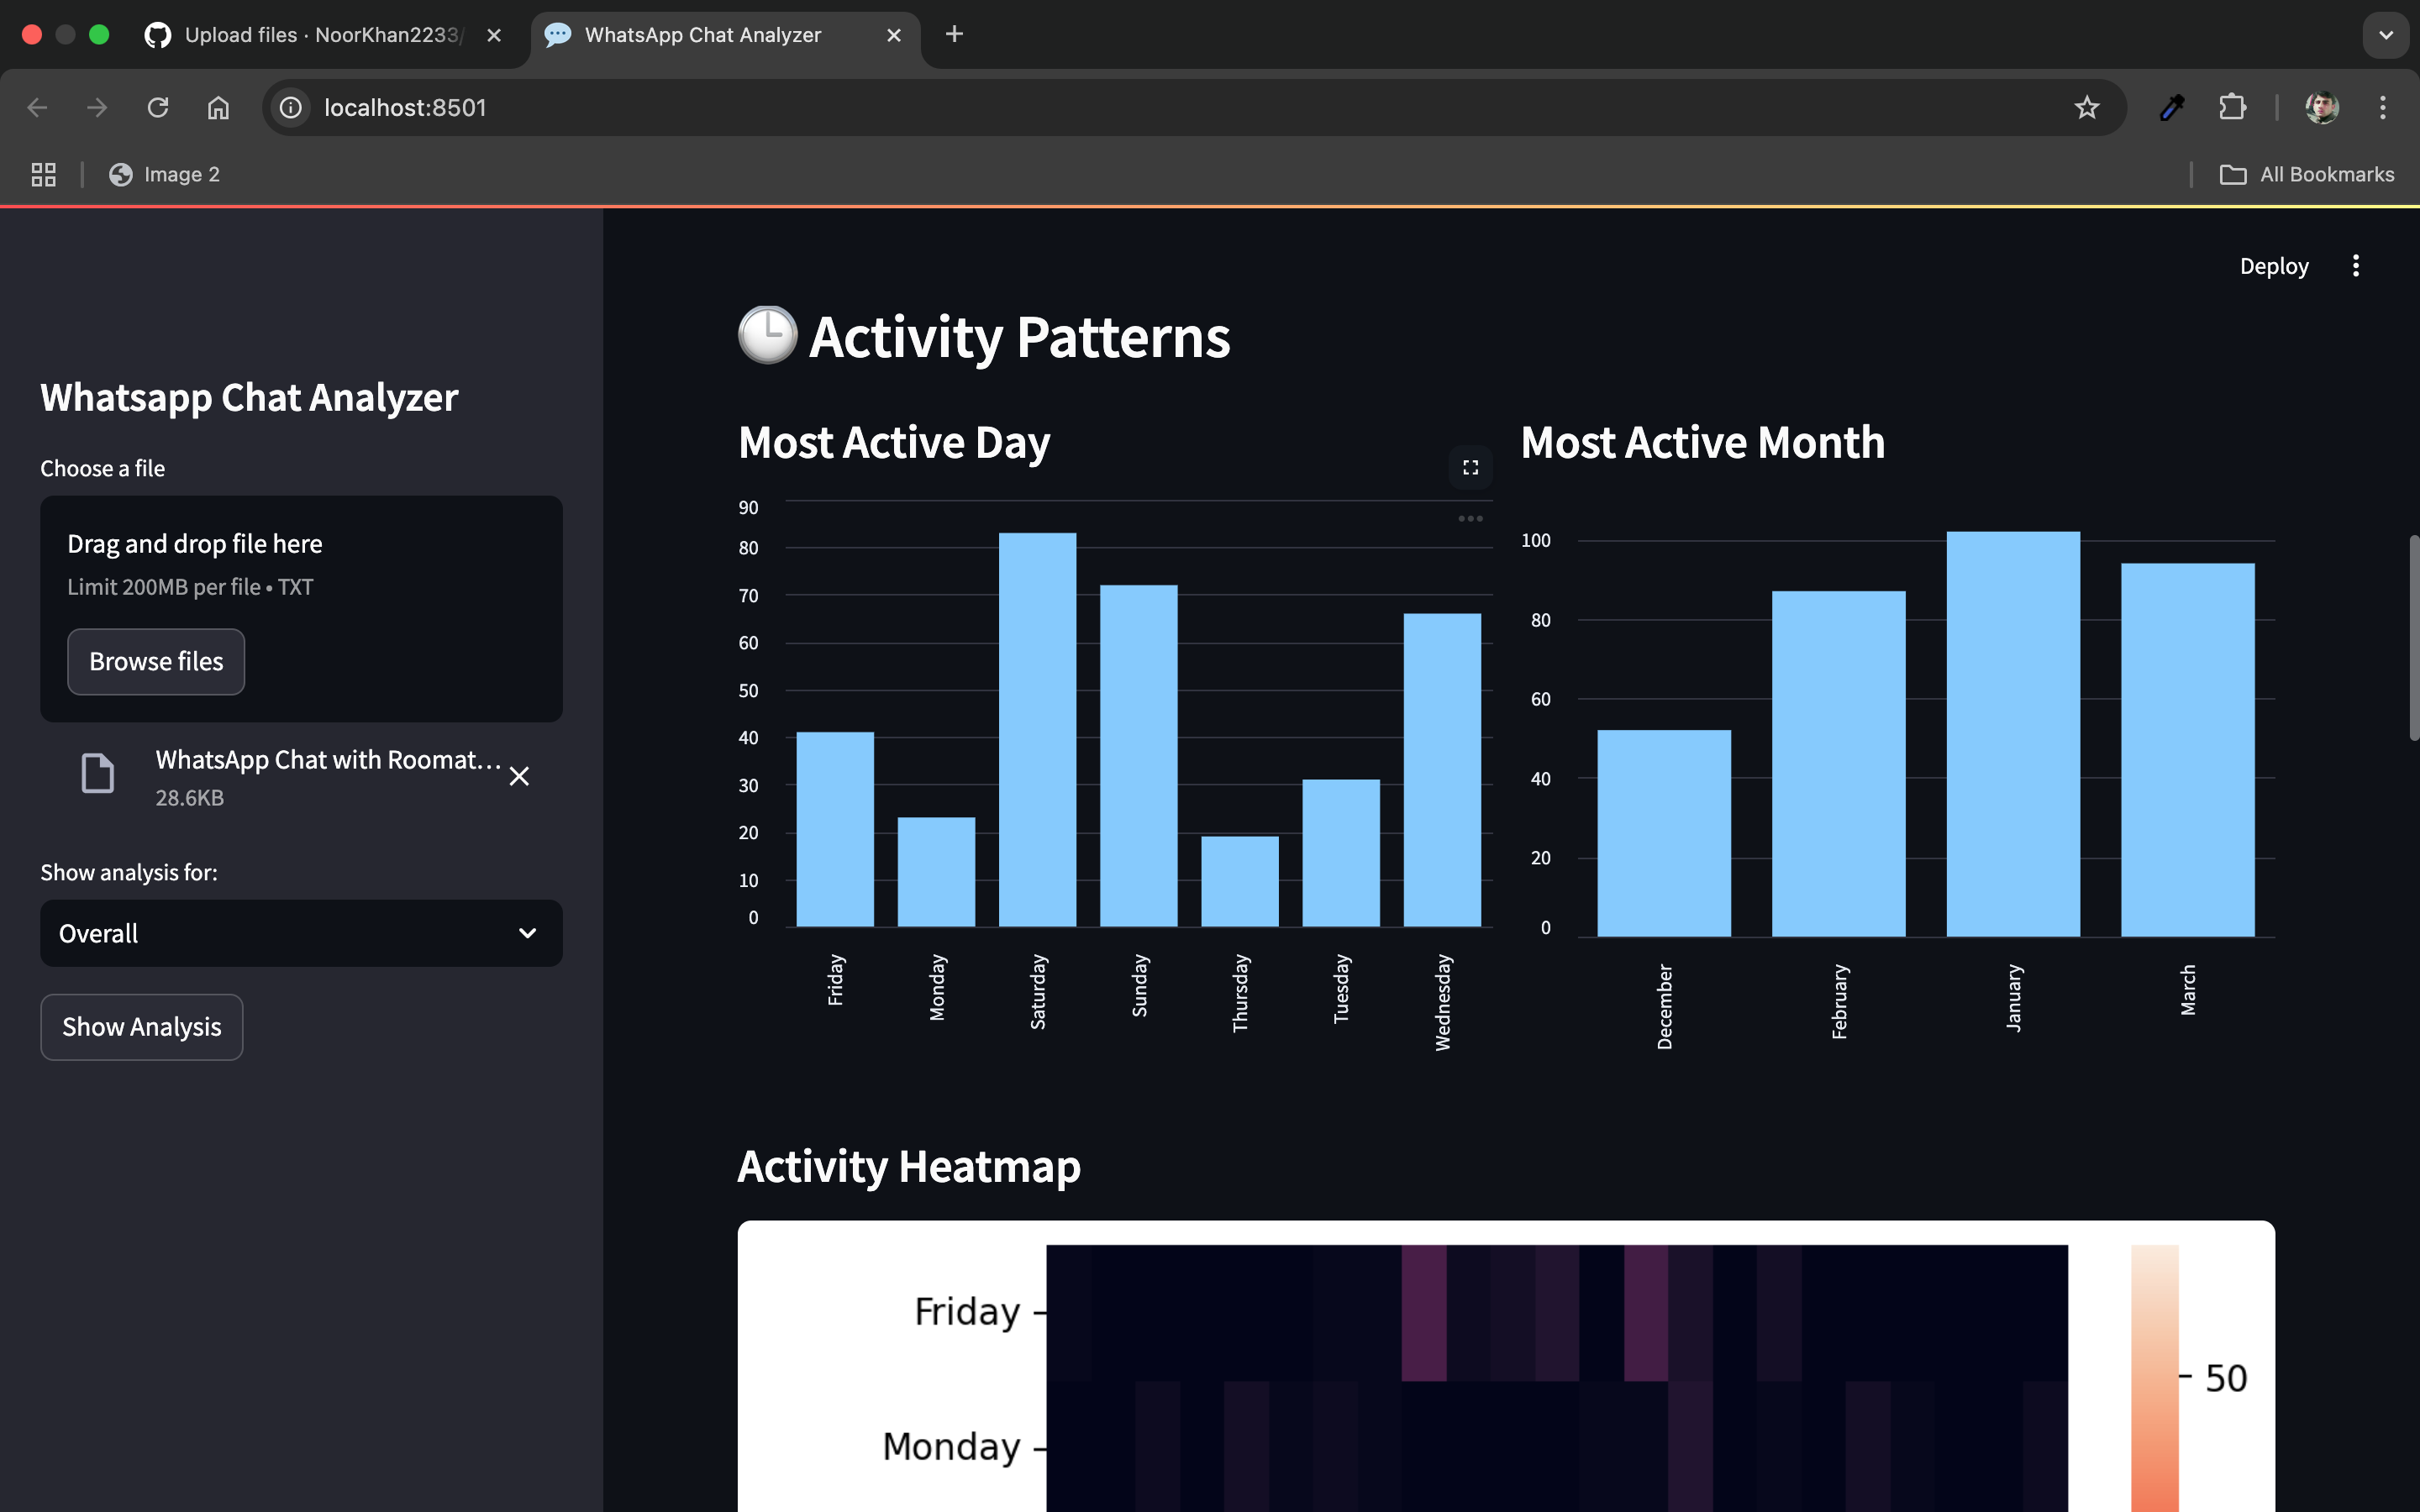 Upload files · NoorKhan2233/
WhatsApp Chat Analyzer
localhost:8501
Image 2
All Bookmarks
Deploy
Whatsapp Chat Analyzer
Choose a file
Drag and drop file here
Limit 200MB per file • TXT
Browse files
WhatsApp Chat with Roomat...
28.6KB
Show analysis for:
Overall
Show Analysis
Activity Patterns
Most Active Day
90
80
70
60
50
40
30
20
10
0
Friday
Monday
Saturday
Sunday
Thursday
Tuesday
Wednesday
Most Active Month
100
80
60
40
20
0
December
February
January
March
Activity Heatmap
Friday
Monday
50